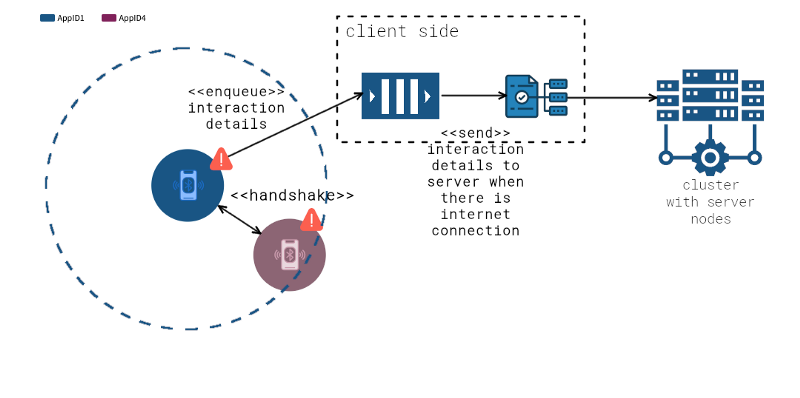 AppID1
AppID4
client side
<<enqueue>>
interaction
details
<<handshake>>
<<send>>
interaction
details to
server when
there is
internet
connection
cluster
with server
nodes